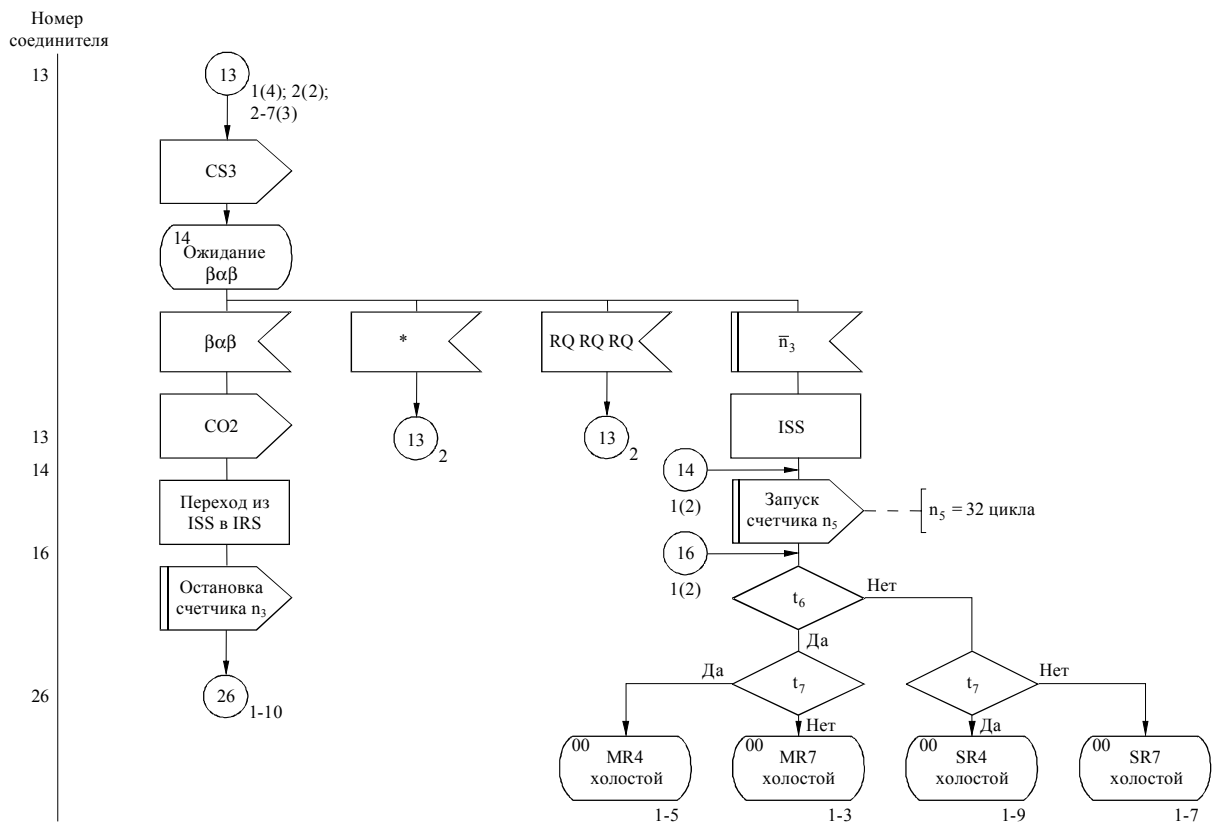 Номер
соединителя
13
13
1(4); 2(2);
2-7(3)
CS3
14
Ожидание
βαβ
βαβ
*
RQ RQ RQ
n̅₃
CO2
13
2
13
2
ISS
13
14
14
1(2)
Переход из
ISS в IRS
Запуск
счетчика n₅
n₅ = 32 цикла
16
16
1(2)
Остановка
счетчика n₃
t₆
Нет
Да
26
26
1-10
Да
t₇
Нет
t₇
Нет
Да
00
MR4
холостой
1-5
00
MR7
холостой
1-3
00
SR4
холостой
1-9
00
SR7
холостой
1-7